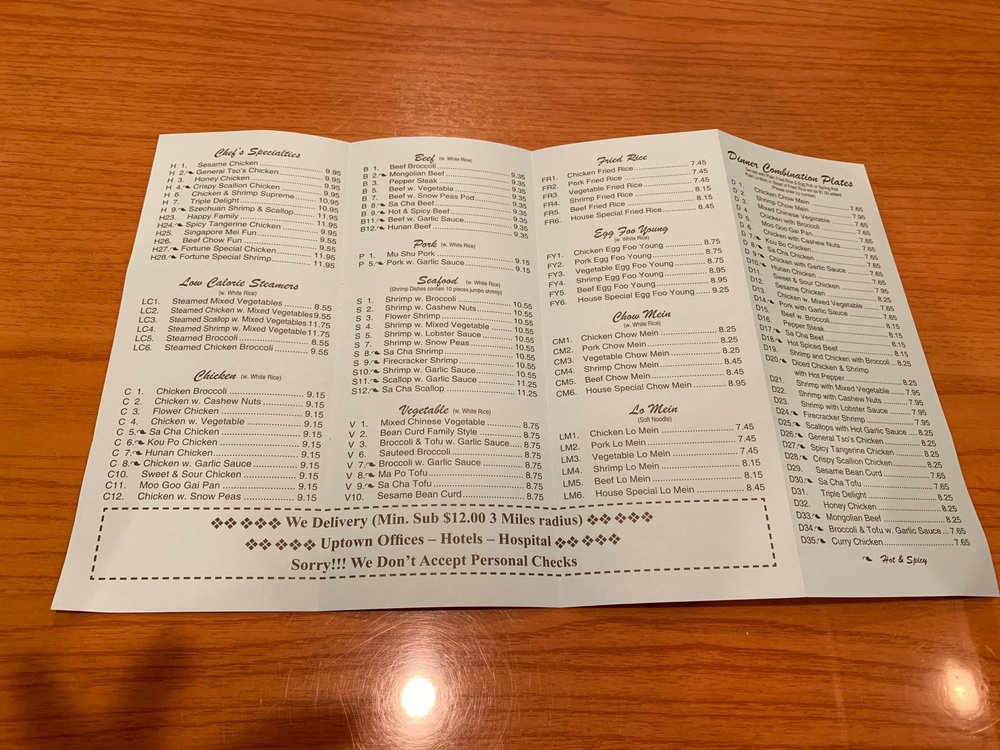 Chef's Specialties
H 1. Sesame Chicken 9.95
H 2. General Tso's Chicken 9.95
H 3. Honey Chicken 9.95
H 4. Crispy Scallion Chicken 9.95
H 6. Chicken & Shrimp Supreme 9.95
H 7. Triple Delight 10.95
H 9. Szechuan Shrimp & Scallop 10.95
H23. Happy Family 11.95
H24. Spicy Tangerine Chicken 11.95
H25. Singapore Mei Fun 9.95
H26. Beef Chow Fun 9.55
H27. Fortune Special Chicken 9.55
H28. Fortune Special Shrimp 11.95
Low Calorie Steamers
LC1. Steamed Mixed Vegetables 8.55
LC2. Steamed Chicken w. Mixed Vegetables 9.55
LC3. Steamed Scallop w. Mixed Vegetables 11.75
LC4. Steamed Shrimp w. Mixed Vegetable 11.75
LC5. Steamed Broccoli 8.55
LC6. Steamed Chicken Broccoli 9.55
Chicken (w. White Rice)
C 1. Chicken Broccoli 9.15
C 2. Chicken w. Cashew Nuts 9.15
C 3. Flower Chicken 9.15
C 4. Chicken w. Vegetable 9.15
C 5. Sa Cha Chicken 9.15
C 6. Kou Po Chicken 9.15
C 7. Hunan Chicken 9.15
C 8. Chicken w. Garlic Sauce 9.15
C10. Sweet & Sour Chicken 9.15
C11. Moo Goo Gai Pan 9.15
C12. Chicken w. Snow Peas 9.15
Beef (w. White Rice)
B 1. Beef Broccoli 9.35
B 2. Mongolian Beef 9.35
B 3. Pepper Steak 9.35
B 5. Beef w. Vegetable 9.35
B 7. Beef w. Snow Peas Pod 9.35
B 8. Sa Cha Beef 9.35
B 9. Hot & Spicy Beef 9.35
B11. Beef w. Garlic Sauce 9.35
B12. Hunan Beef 9.35
Pork (w. White Rice)
P 1. Mu Shu Pork 9.15
P 5. Pork w. Garlic Sauce 9.15
Seafood (w. White Rice)
(Shrimp Dishes contain 10 pieces jumbo shrimp)
S 1. Shrimp w. Broccoli 10.55
S 2. Shrimp w. Cashew Nuts 10.55
S 3. Flower Shrimp 10.55
S 4. Shrimp w. Mixed Vegetable 10.55
S 5. Shrimp w. Lobster Sauce 10.55
S 7. Shrimp w. Snow Peas 10.55
S 8. Sa Cha Shrimp 10.55
S 9. Firecracker Shrimp 10.55
S10. Shrimp w. Garlic Sauce 10.55
S11. Scallop w. Garlic Sauce 11.25
S12. Sa Cha Scallop 11.25
Vegetable (w. White Rice)
V 1. Mixed Chinese Vegetable 8.75
V 2. Bean Curd Family Style 8.75
V 3. Broccoli & Tofu w. Garlic Sauce 8.75
V 6. Sauteed Broccoli 8.75
V 7. Broccoli w. Garlic Sauce 8.75
V 8. Ma Po Tofu 8.75
V 9. Sa Cha Tofu 8.75
V10. Sesame Bean Curd 8.75
Fried Rice
FR1. Chicken Fried Rice 7.45
FR2. Pork Fried Rice 7.45
FR3. Vegetable Fried Rice 7.45
FR4. Shrimp Fried Rice 8.15
FR5. Beef Fried Rice 8.15
FR6. House Special Fried Rice 8.45
Egg Foo Young
(w. White Rice)
FY1. Chicken Egg Foo Young 8.75
FY2. Pork Egg Foo Young 8.75
FY3. Vegetable Egg Foo Young 8.75
FY4. Shrimp Egg Foo Young 8.95
FY5. Beef Egg Foo Young 8.95
FY6. House Special Egg Foo Young 9.25
Chow Mein
(w. White Rice)
CM1. Chicken Chow Mein 8.25
CM2. Pork Chow Mein 8.25
CM3. Vegetable Chow Mein 8.25
CM4. Shrimp Chow Mein 8.45
CM5. Beef Chow Mein 8.45
CM6. House Special Chow Mein 8.95
Lo Mein
(Soft Noodle)
LM1. Chicken Lo Mein 7.45
LM2. Pork Lo Mein 7.45
LM3. Vegetable Lo Mein 7.45
LM4. Shrimp Lo Mein 8.15
LM5. Beef Lo Mein 8.15
LM6. House Special Lo Mein 8.45
We Delivery (Min. Sub $12.00 3 Miles radius)
Uptown Offices – Hotels – Hospital
Sorry!!! We Don't Accept Personal Checks
Dinner Combination Plates
D 1. Chicken Chow Mein 7.65
D 2. Shrimp Chow Mein
D 3. Mixed Chinese Vegetable
D 4. Chicken with Broccoli
D 5. Moo Goo Gai Pan
D 6. Chicken with Cashew Nuts
D 7. Kou Bo Chicken
D 8. Sa Cha Chicken
D 9. Chicken with Garlic Sauce
D10. Hunan Chicken
D11. Sweet & Sour Chicken
D12. Sesame Chicken
D13. Chicken w. Mixed Vegetable
D14. Pork with Garlic Sauce
D15. Beef w. Broccoli
D16. Pepper Steak 8.15
D17. Sa Cha Beef 8.15
D18. Hot Spiced Beef 8.15
D19. Shrimp and Chicken with Broccoli 8.25
D20. Diced Chicken & Shrimp
with Hot Pepper 8.25
D21. Shrimp with Mixed Vegetable 7.95
D22. Shrimp with Cashew Nuts 7.95
D23. Shrimp with Lobster Sauce 7.95
D24. Firecracker Shrimp 7.95
D25. Scallops with Hot Garlic Sauce 8.25
D26. General Tso's Chicken 8.25
D27. Spicy Tangerine Chicken 8.25
D28. Crispy Scallion Chicken 8.25
D29. Sesame Bean Curd 7.65
D30. Sa Cha Tofu 7.65
D31. Triple Delight 8.25
D32. Honey Chicken 8.25
D33. Mongolian Beef 8.25
D34. Broccoli & Tofu w. Garlic Sauce 7.65
D35. Curry Chicken 7.65
Hot & Spicy